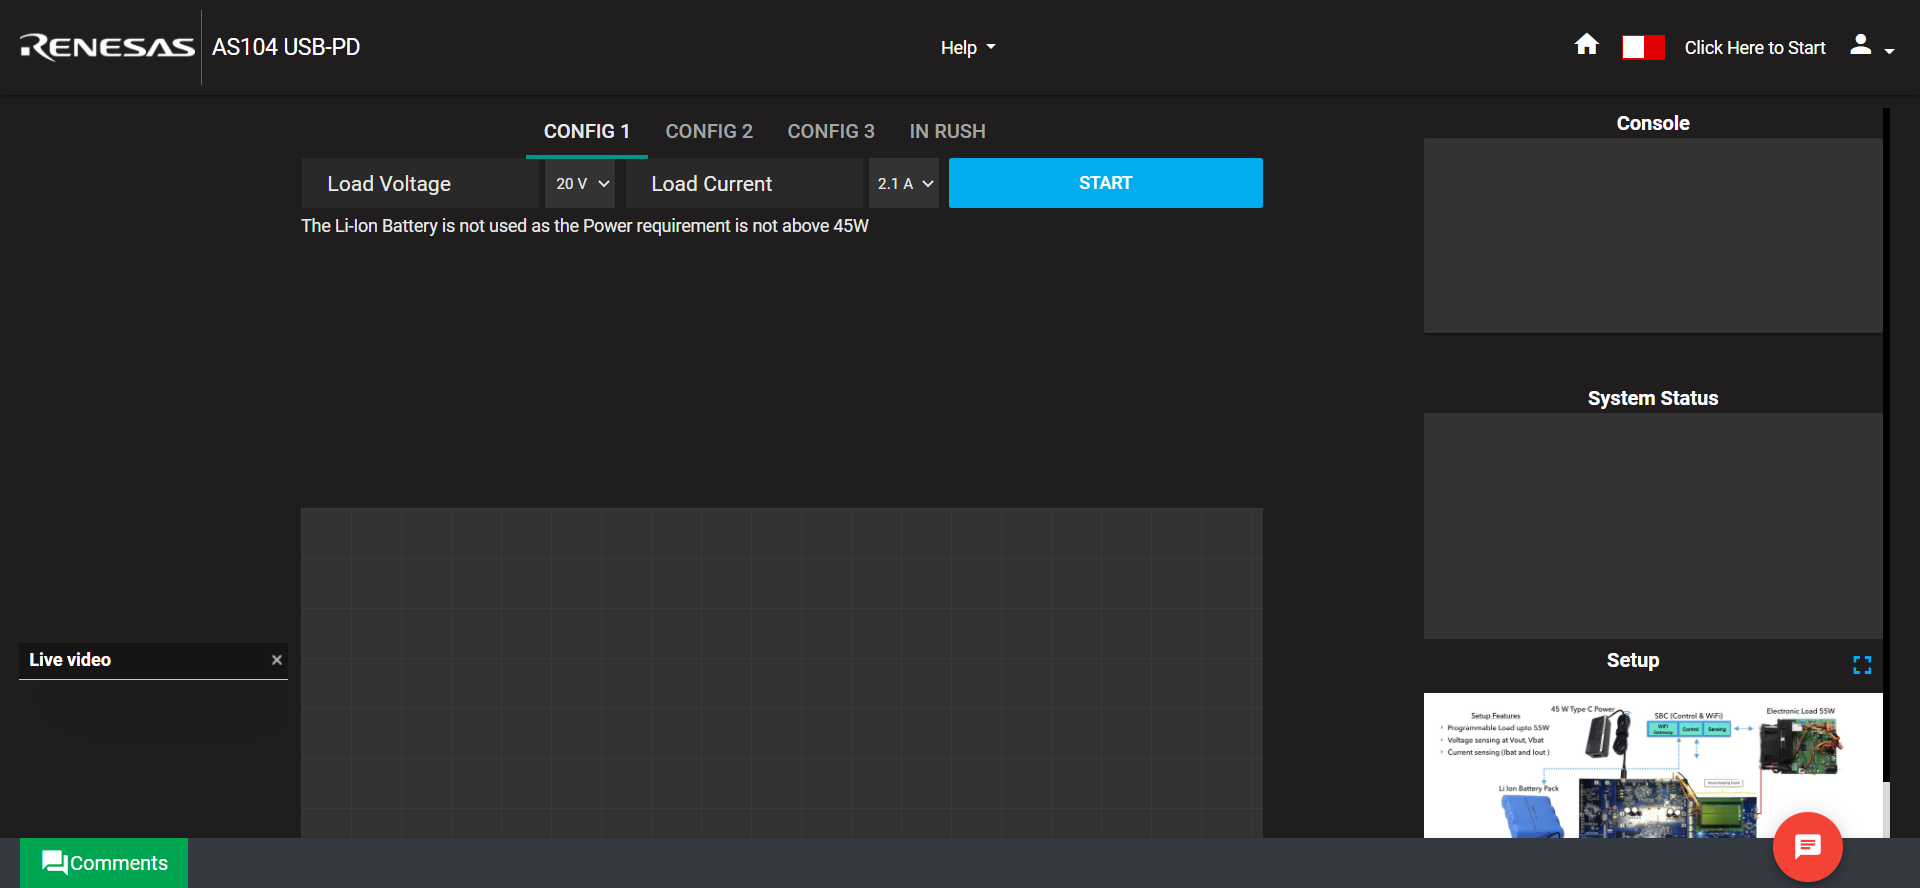 RENESAS
AS104 USB-PD
Help
Click Here to Start
CONFIG 1
CONFIG 2
CONFIG 3
IN RUSH
Load Voltage
20 V
Load Current
2.1 A
START
The Li-Ion Battery is not used as the Power requirement is not above 45W
Console
System Status
Setup
Setup Features
Programmable Load upto 55W
Voltage sensing at Vout, Vbat
Current sensing (Ibat and Iout )
45 W Type C Power
SBC (Control & WiFi)
WiFi
Gateway
Control
Sensing
Electronic Load 55W
Li Ion Battery Pack
Live video
Comments